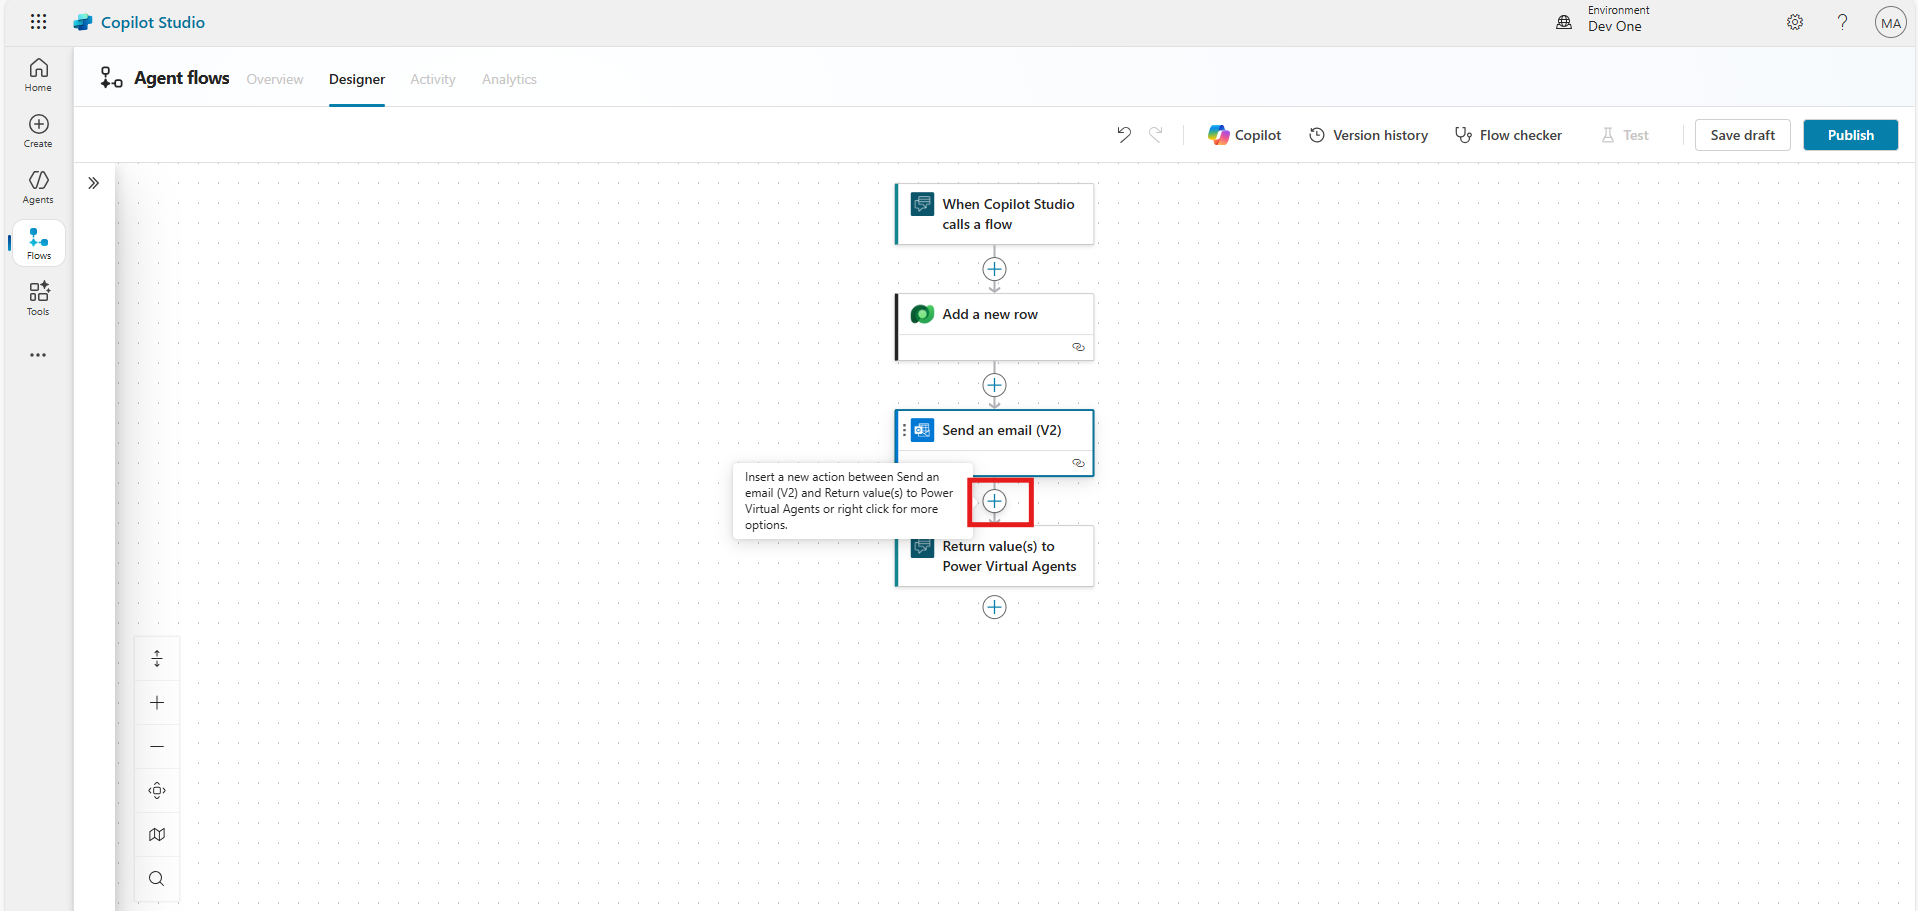 Copilot Studio
Environment
Dev One
MA
Home
Create
Agents
Flows
Tools
Agent flows
Overview
Designer
Activity
Analytics
Copilot
Version history
Flow checker
Test
Save draft
Publish
When Copilot Studio
calls a flow
Add a new row
Send an email (V2)
Insert a new action between Send an
email (V2) and Return value(s) to Power
Virtual Agents or right click for more
options.
Return value(s) to
Power Virtual Agents